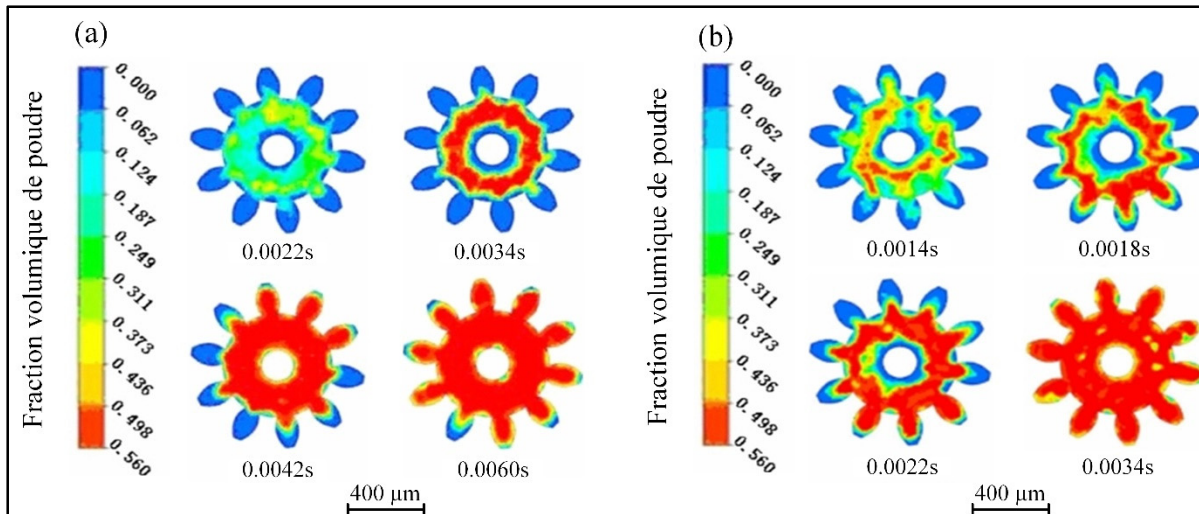 (a)
Fraction volumique de poudre
0.000
0.062
0.124
0.187
0.249
0.311
0.373
0.436
0.498
0.560
0.0022s
0.0034s
0.0042s
0.0060s
400 μm
(b)
Fraction volumique de poudre
0.000
0.062
0.124
0.187
0.249
0.311
0.373
0.436
0.498
0.560
0.0014s
0.0018s
0.0022s
0.0034s
400 μm